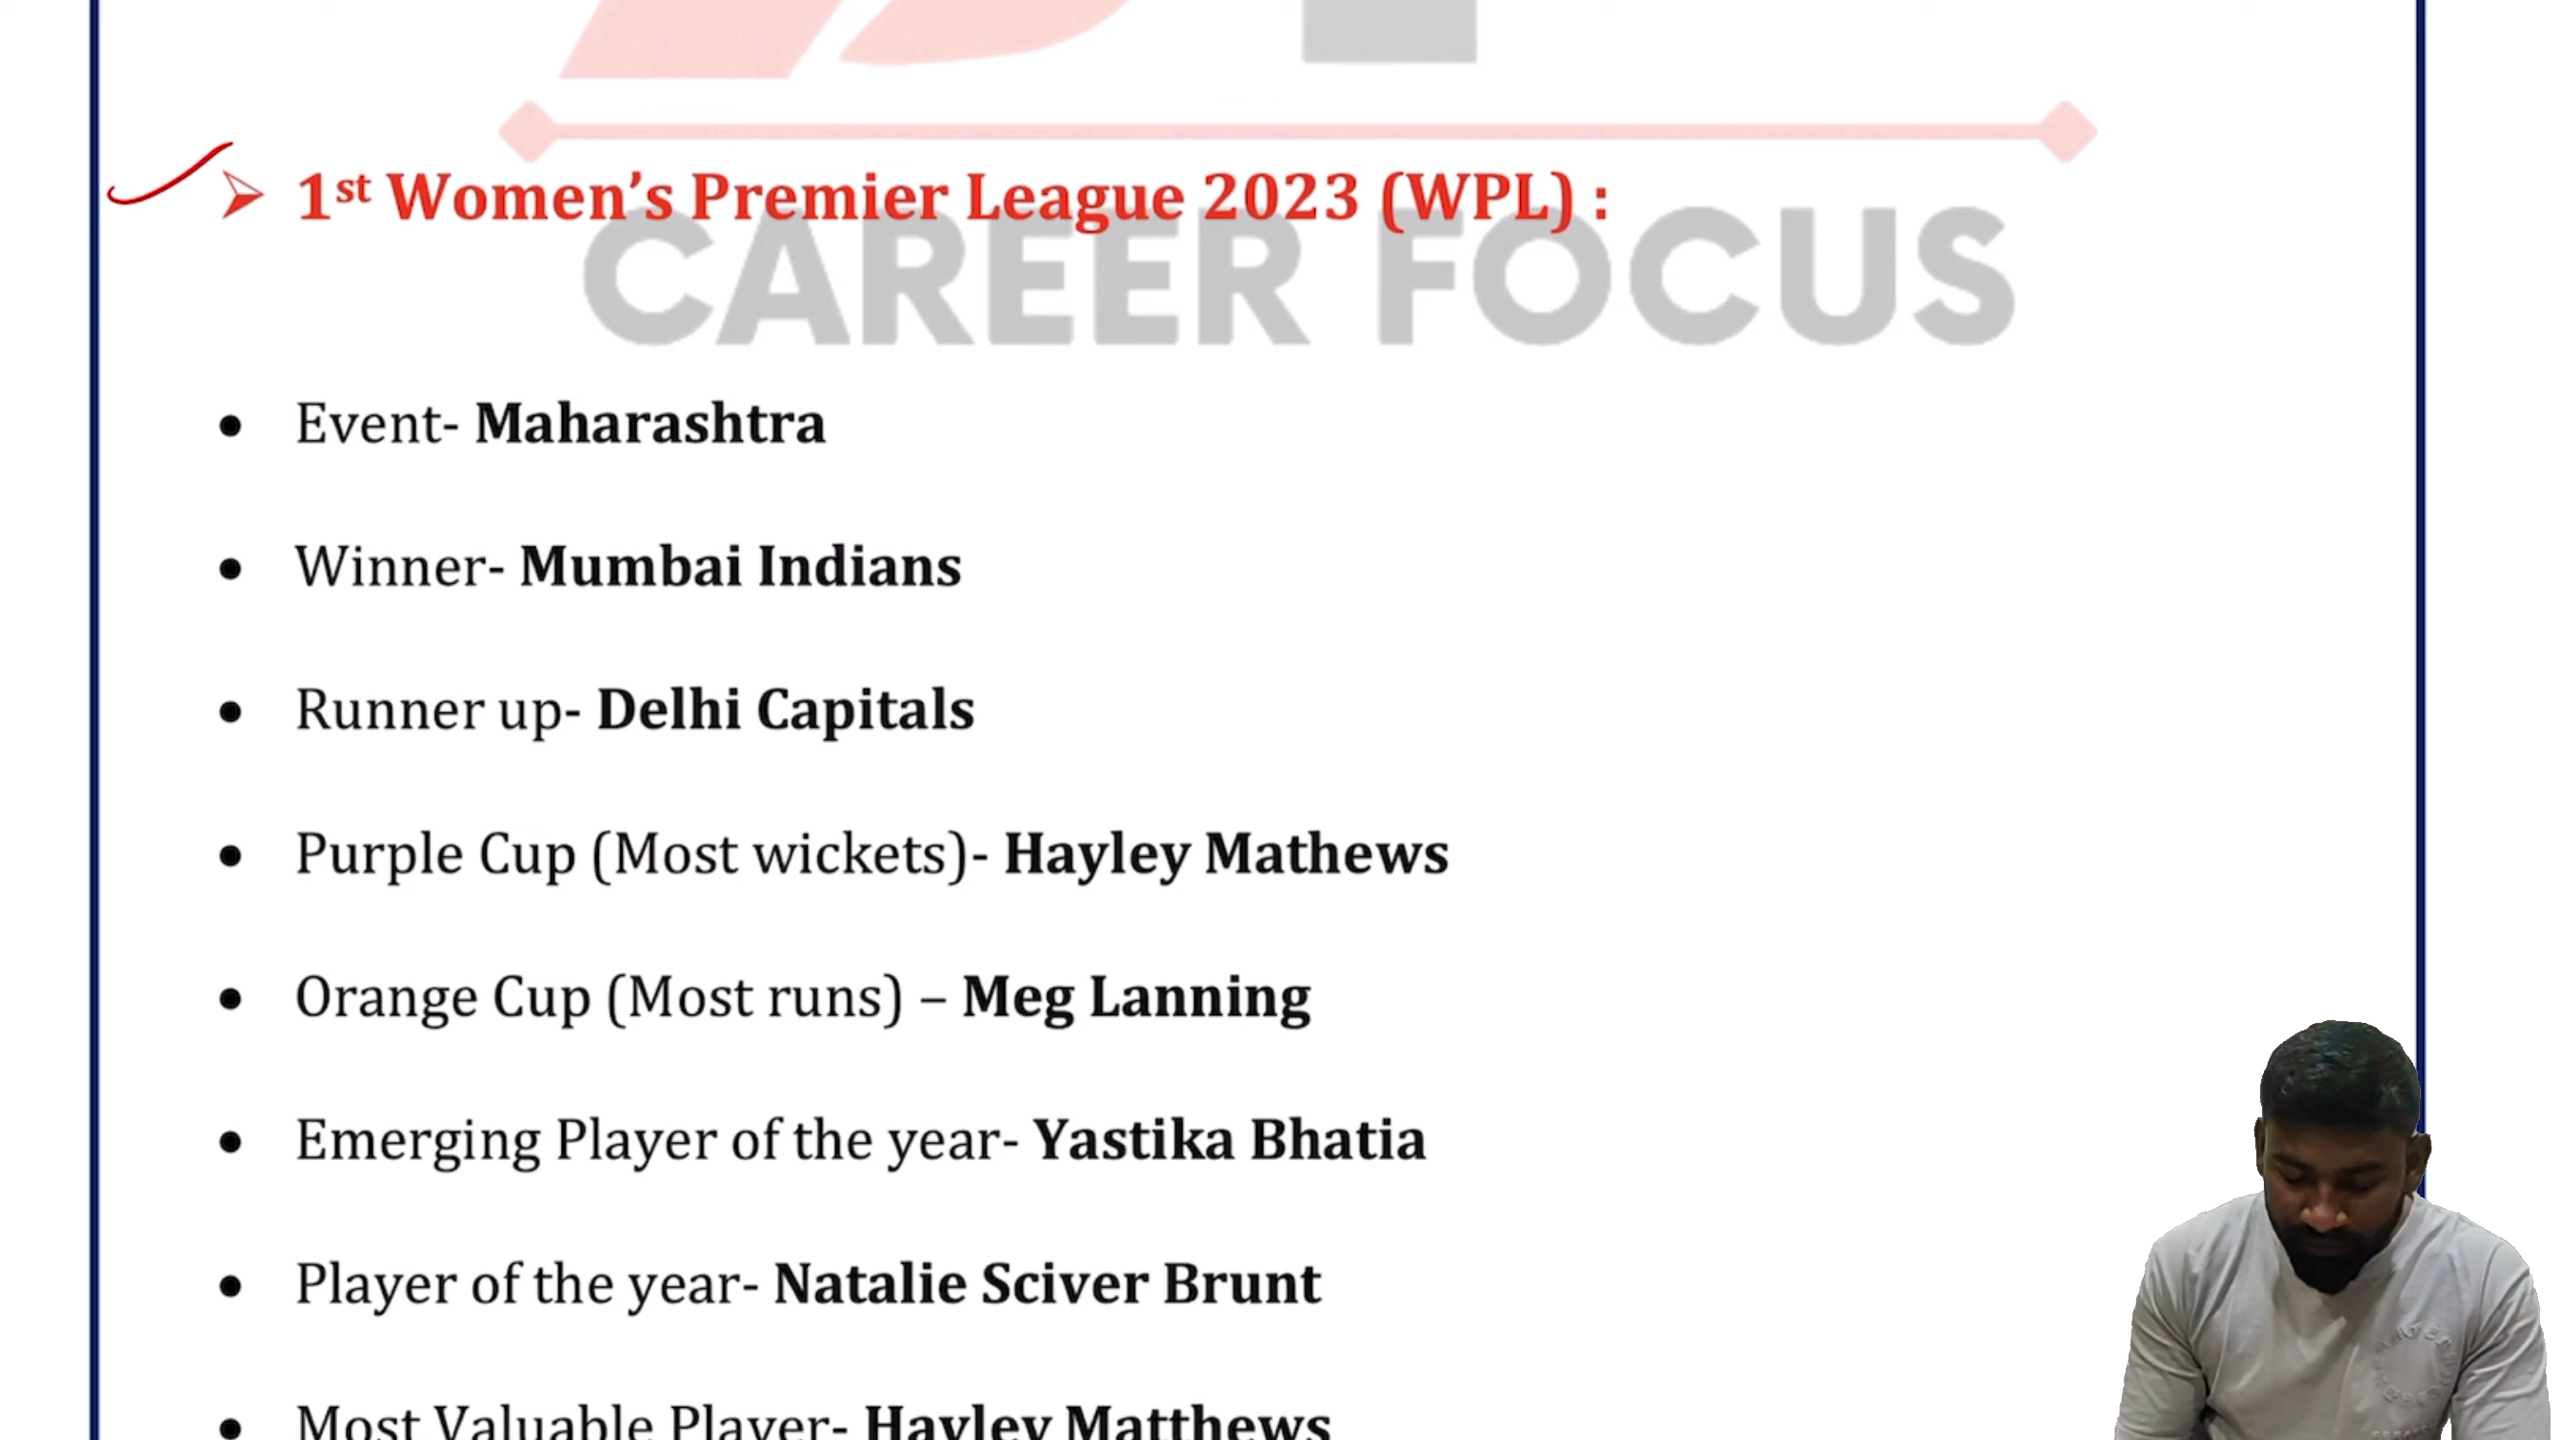 ➢ 1st Women’s Premier League 2023 (WPL) :
CAREER FOCUS
• Event- Maharashtra
• Winner- Mumbai Indians
• Runner up- Delhi Capitals
• Purple Cup (Most wickets)- Hayley Mathews
• Orange Cup (Most runs) – Meg Lanning
• Emerging Player of the year- Yastika Bhatia
• Player of the year- Natalie Sciver Brunt
• Most Valuable Player- Hayley Matthews